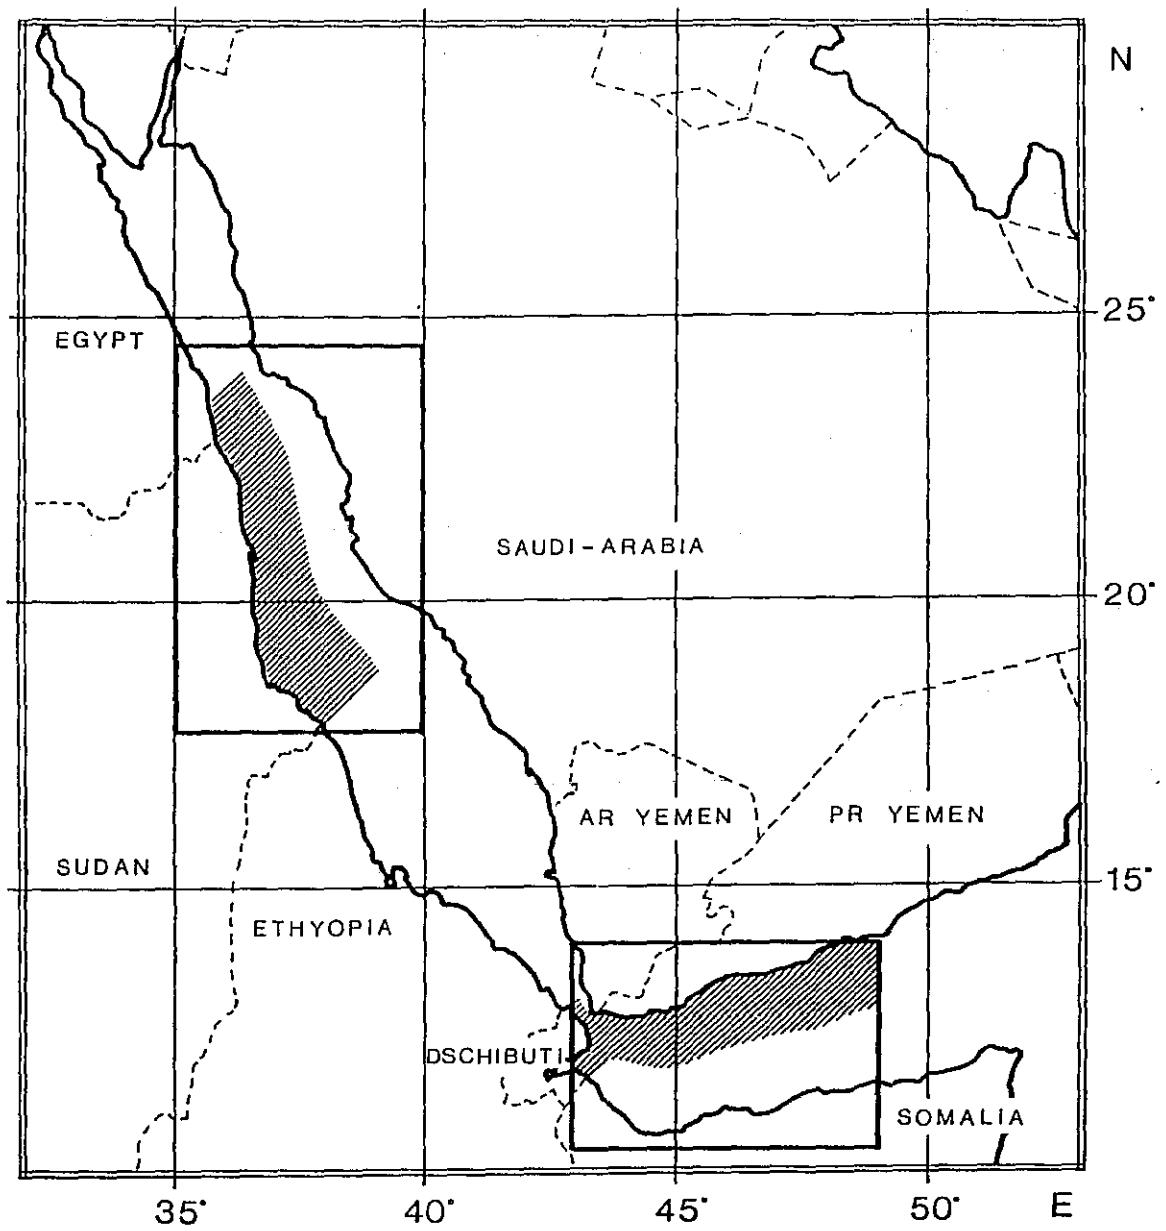 N
25°
EGYPT
SAUDI-ARABIA
20°
AR YEMEN
PR YEMEN
SUDAN
15°
ETHYOPIA
DSCHIBUTI
SOMALIA
35°
40°
45°
50°
E